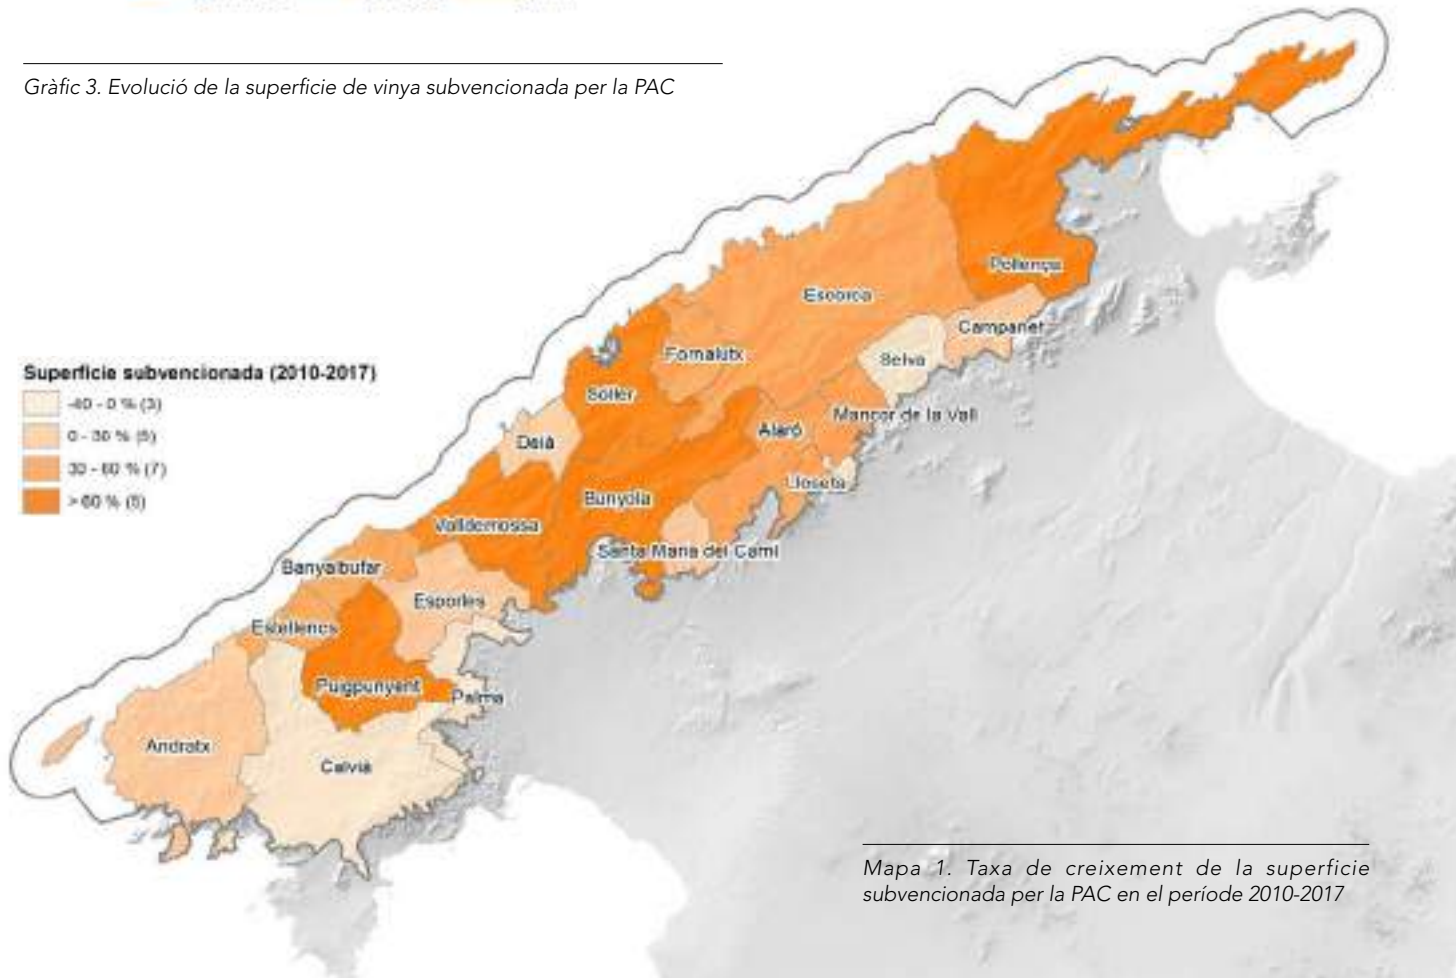 Gràfic 3. Evolució de la superficie de vinya subvencionada per la PAC
Pollença
Escorca
Campanet
Fornalutx
Selva
Superfície subvencionada (2010-2017)
-40 - 0 % (3)
0 - 30 % (5)
30 - 60 % (7)
> 60 % (5)
Sóller
Mancor de la Vall
Alaró
Deià
Lloseta
Bunyola
Valldemossa
Santa Maria del Camí
Banyalbufar
Esporles
Estellencs
Puigpunyent
Palma
Andratx
Calvià
Mapa 1. Taxa de creixement de la superficie
subvencionada per la PAC en el període 2010-2017